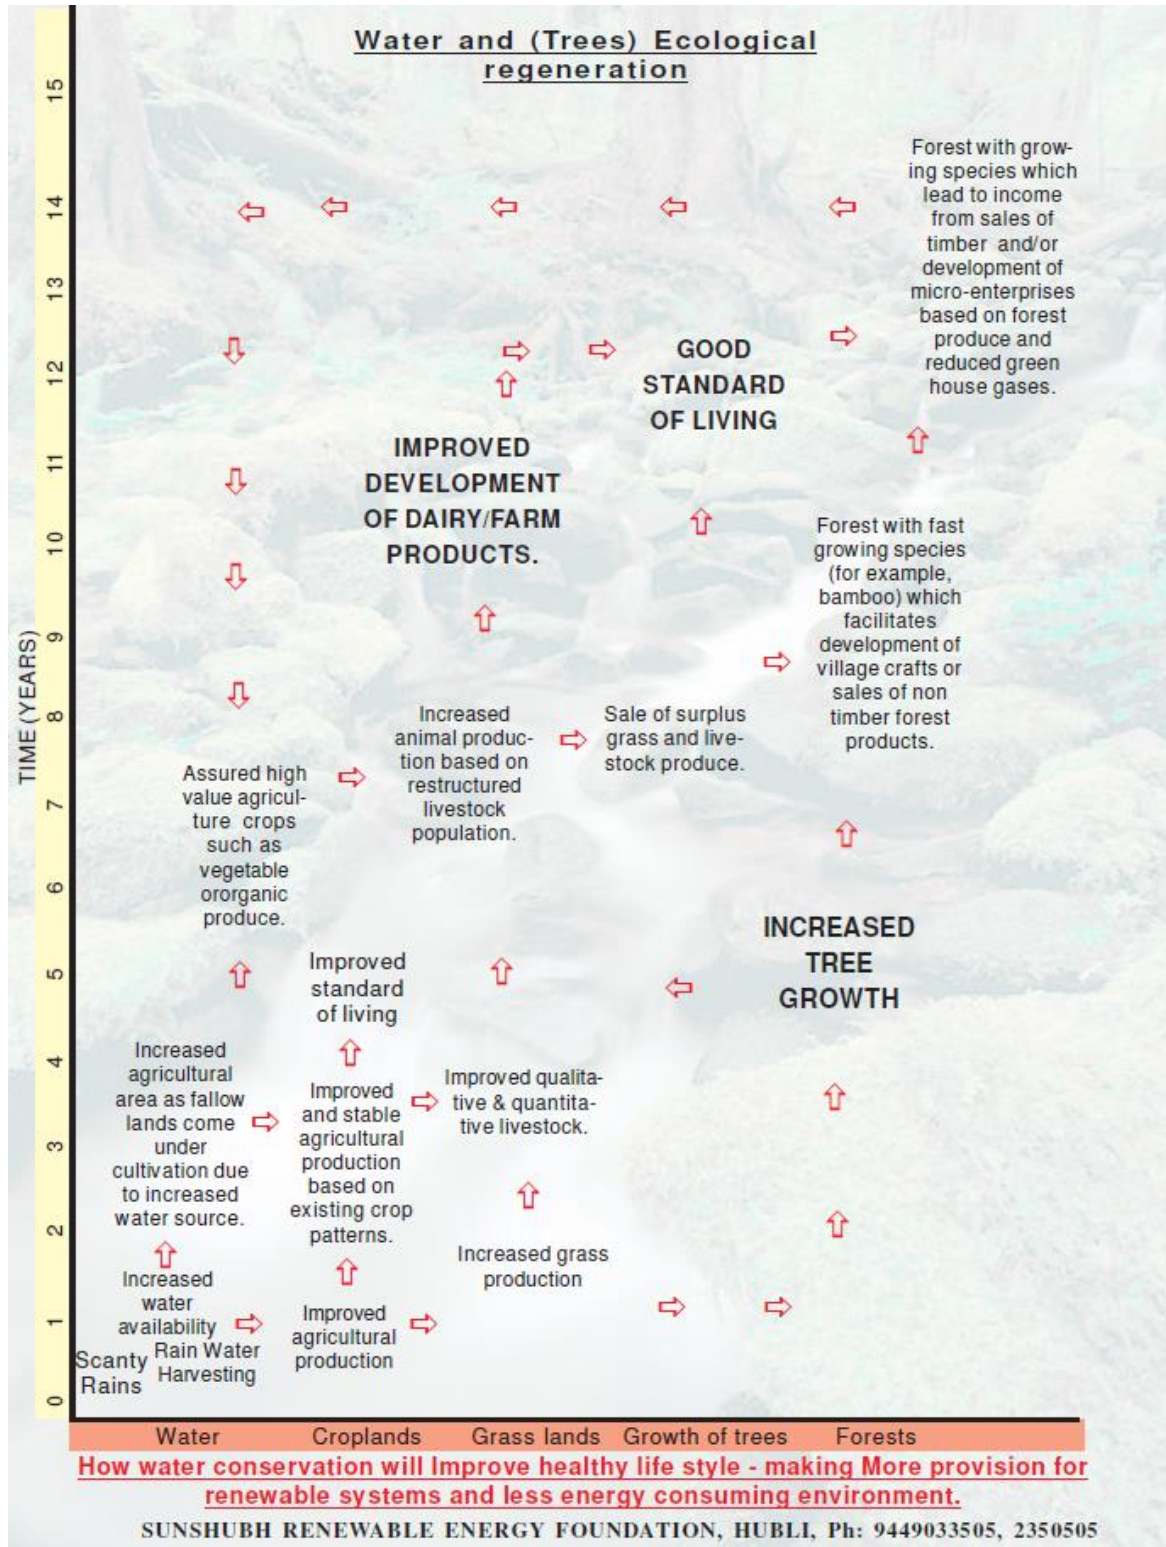 Water and (Trees) Ecological
regeneration
TIME (YEARS)
15
14
13
12
11
10
9
8
7
6
5
4
3
2
1
0
Forest with grow-
ing species which
lead to income
from sales of
timber and/or
development of
micro-enterprises
based on forest
produce and
reduced green
house gases.
GOOD
STANDARD
OF LIVING
IMPROVED
DEVELOPMENT
OF DAIRY/FARM
PRODUCTS.
Forest with fast
growing species
(for example,
bamboo) which
facilitates
development of
village crafts or
sales of non
timber forest
products.
Increased
animal produc-
tion based on
restructured
livestock
population.
Sale of surplus
grass and live-
stock produce.
Assured high
value agricul-
ture crops
such as
vegetable
ororganic
produce.
INCREASED
TREE
GROWTH
Improved
standard
of living
Increased
agricultural
area as fallow
lands come
under
cultivation due
to increased
water source.
Improved
and stable
agricultural
production
based on
existing crop
patterns.
Improved qualita-
tive & quantita-
tive livestock.
Increased grass
production
Increased
water
availability
Improved
agricultural
production
Scanty
Rains
Rain Water
Harvesting
Water Croplands Grass lands Growth of trees Forests
How water conservation will Improve healthy life style - making More provision for
renewable systems and less energy consuming environment.
SUNSHUBH RENEWABLE ENERGY FOUNDATION, HUBLI, Ph: 9449033505, 2350505